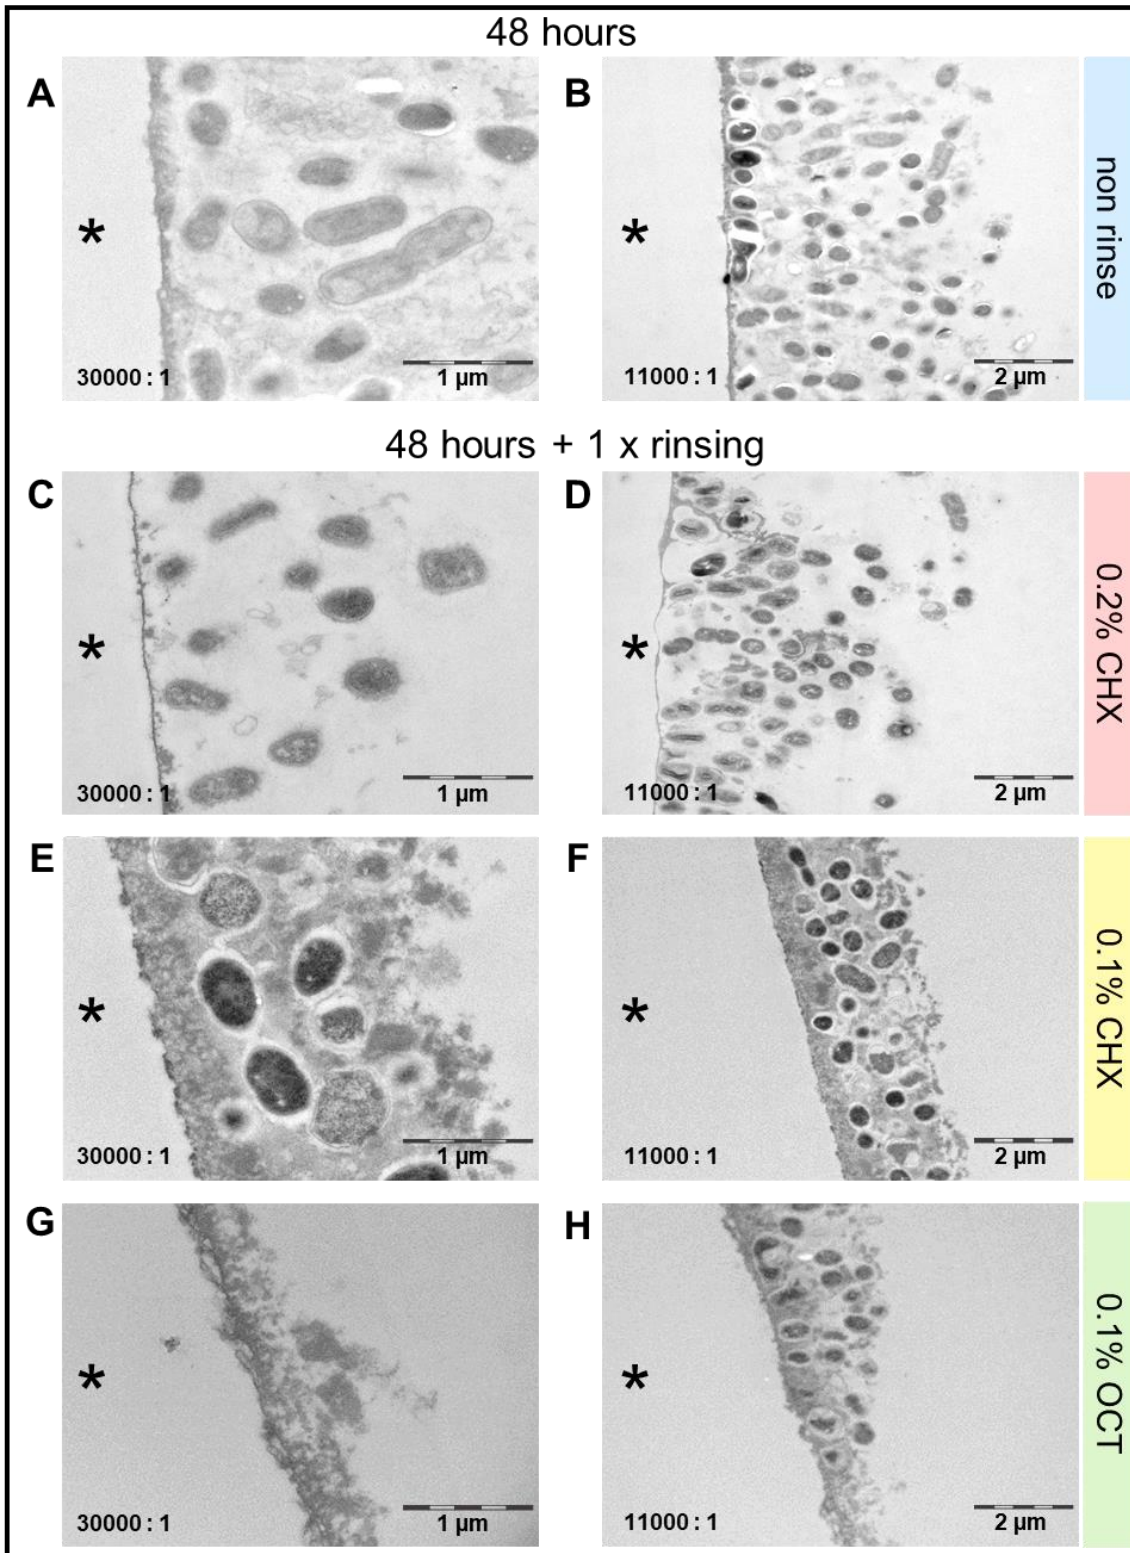 48 hours
A
B
*
*
30000 : 1
1 µm
11000 : 1
2 µm
non rinse
48 hours + 1 x rinsing
C
D
*
*
30000 : 1
1 µm
11000 : 1
2 µm
0.2% CHX
E
F
*
*
30000 : 1
1 µm
11000 : 1
2 µm
0.1% CHX
G
H
*
*
30000 : 1
1 µm
11000 : 1
2 µm
0.1% OCT